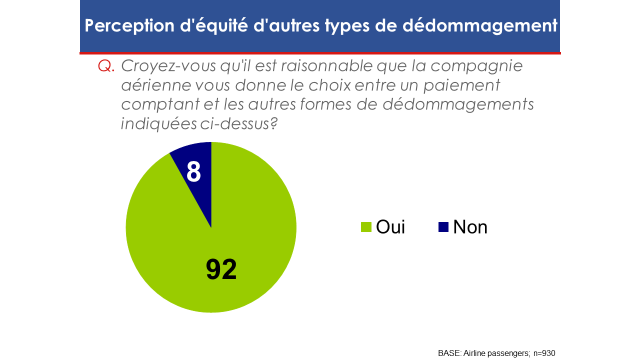 Perception d'équité d'autres types de dédommagement
Q. Croyez-vous qu'il est raisonnable que la compagnie
aérienne vous donne le choix entre un paiement
comptant et les autres formes de dédommagements
indiquées ci-dessus?
8
92
Oui
Non
BASE: Airline passengers; n=930